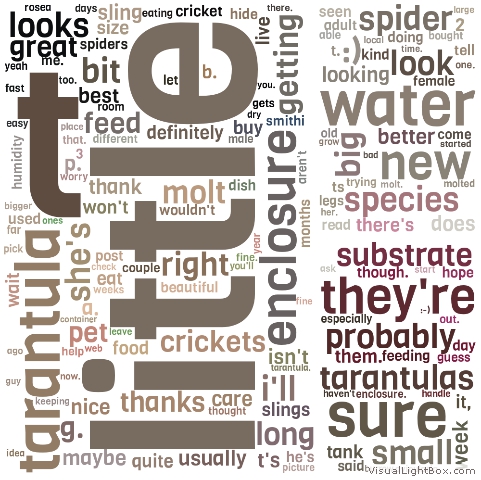 rosea days sling eating cricket hide there.
looks size
great spiders
yeah me. bit let b. live getting
fast too. best you.
room gets
easy place feed dry smithi
that. different definitely buy
humidity 3 p. male
worry
t thank molt dish enclosure aren't
bigger won't wouldn't
used ones
far she's year months
pick post fine.
check couple right you'll
wait eat weeks beautiful
tarantula a. fine
container
pet leave crickets
ago help web food isn't
tarantula.
guy now. i'll
keeping nice thanks care
thought slings
g. long
idea maybe quite usually t's he's
picture
little
seen spider large
adult 2
able local doing bought
t. :) kind time tell
looking look one.
female
water
old better come
grow big started
bad new
ts trying molt. molted
legs species
her.
read there's does
substrate
ask though. start hope
they're
:-)
especially out.
probably day
them. feeding guess
tarantulas
haven't enclosure. handle
sure it,
tank small week
said b.
VisualLightBox.com